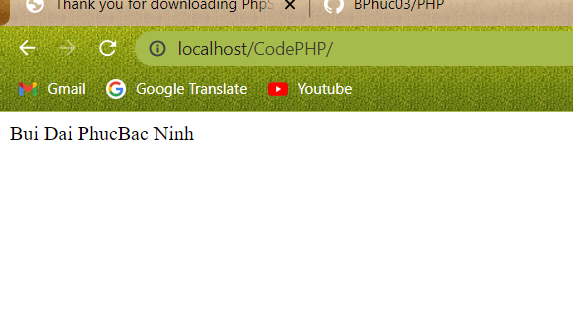 Thank you for downloading PhpS
BPhuc03/PHP
localhost/CodePHP/
Gmail
Google Translate
Youtube
Bui Dai PhucBac Ninh